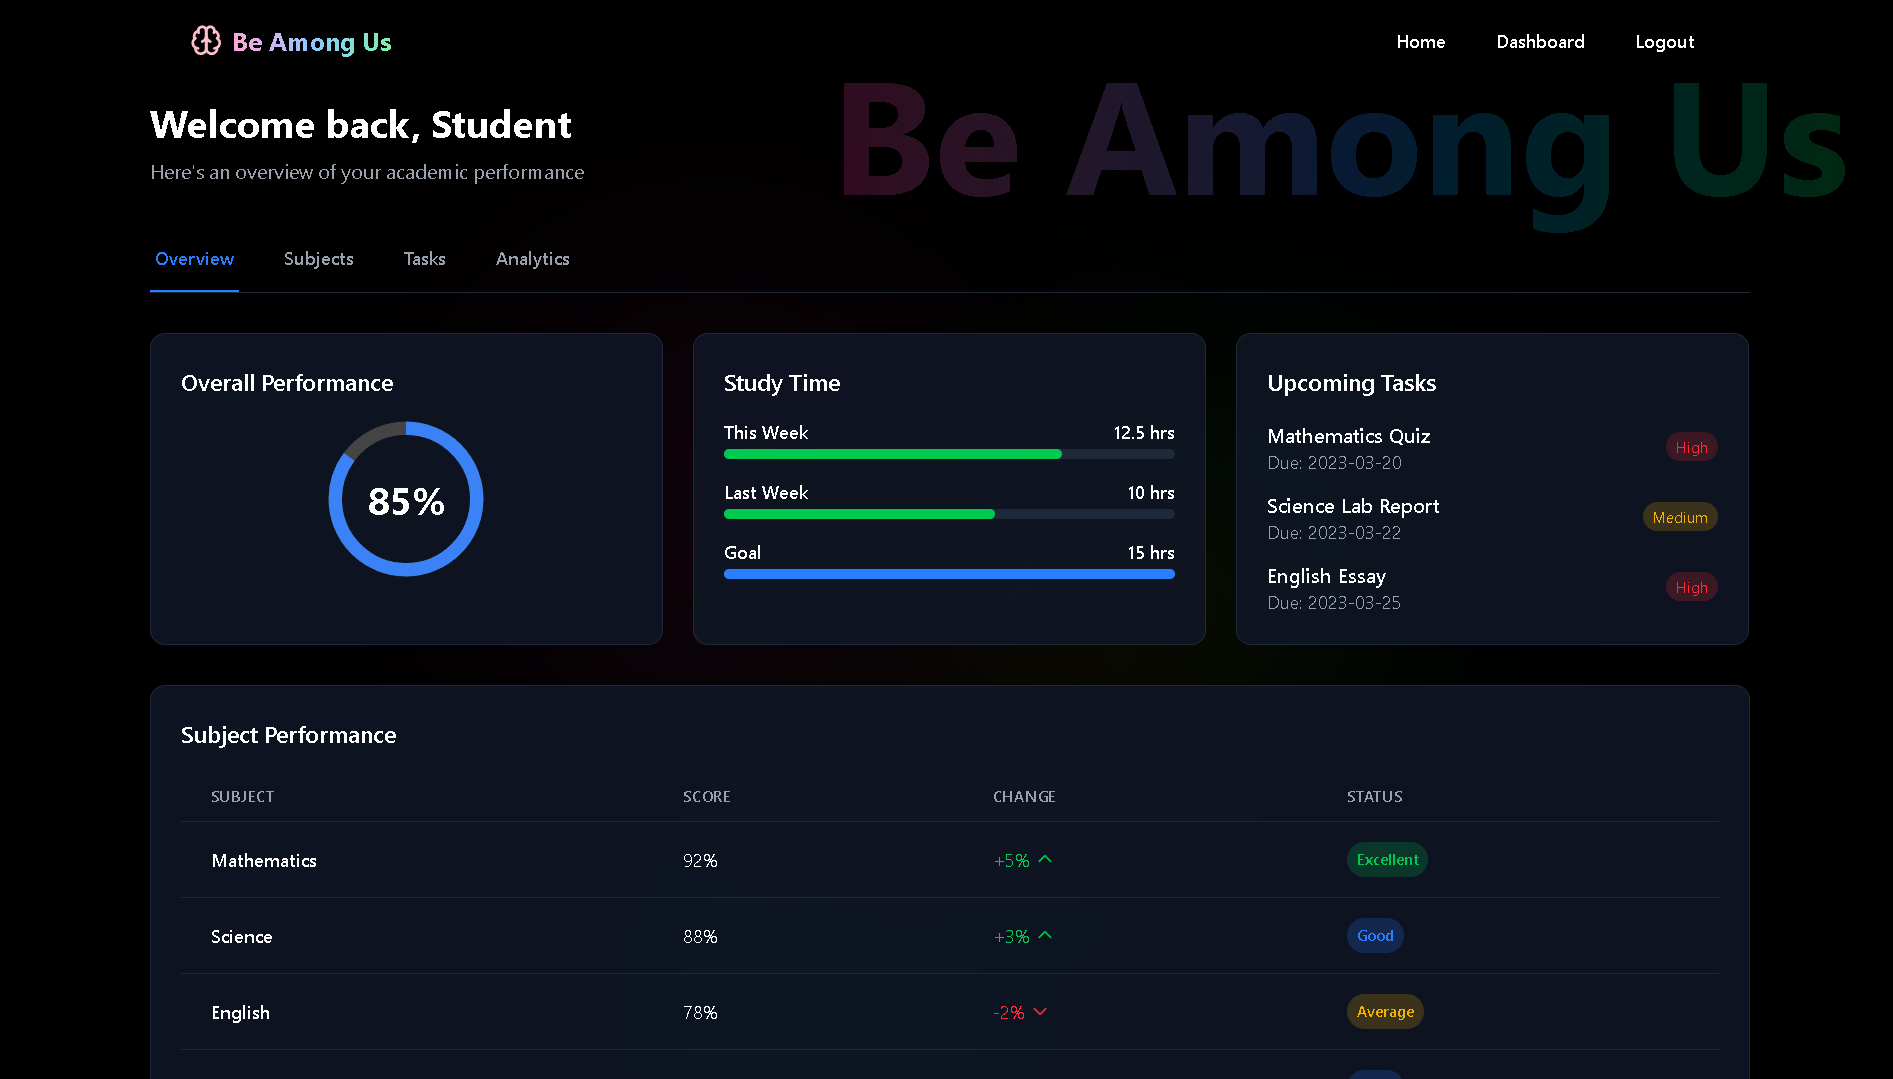 Be Among Us
Home Dashboard Logout
Be Among Us
Welcome back, Student
Here's an overview of your academic performance
Overview Subjects Tasks Analytics
Overall Performance
85%
Study Time
This Week 12.5 hrs
Last Week 10 hrs
Goal 15 hrs
Upcoming Tasks
Mathematics Quiz
Due: 2023-03-20
High
Science Lab Report
Due: 2023-03-22
Medium
English Essay
Due: 2023-03-25
High
Subject Performance
SUBJECT SCORE CHANGE STATUS
Mathematics 92% +5% Excellent
Science 88% +3% Good
English 78% -2% Average